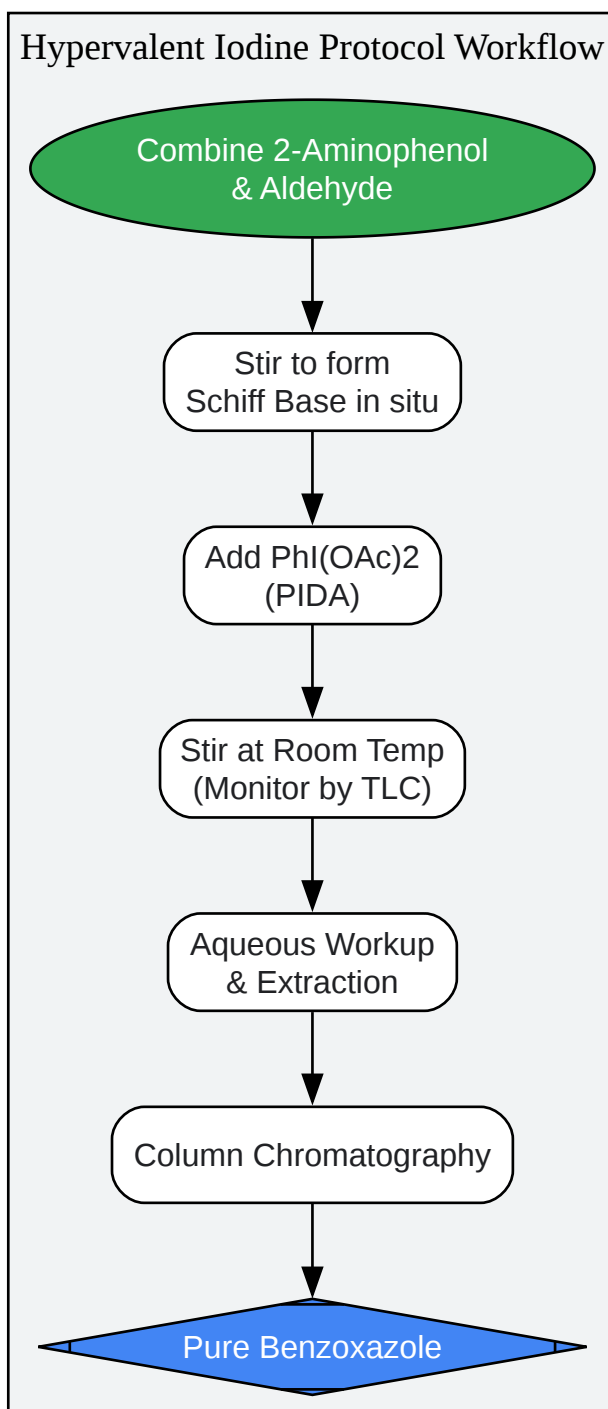 Hypervalent Iodine Protocol Workflow
Combine 2-Aminophenol
& Aldehyde
Stir to form
Schiff Base in situ
Add PhI(OAc)2
(PIDA)
Stir at Room Temp
(Monitor by TLC)
Aqueous Workup
& Extraction
Column Chromatography
Pure Benzoxazole